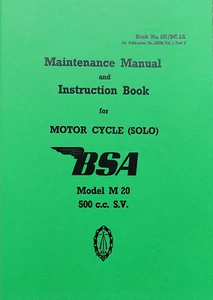 Maintenance Manual
and
Instruction Book
for
MOTOR CYCLE (SOLO)
BSA
Model M 20
500 c.c. S.V.